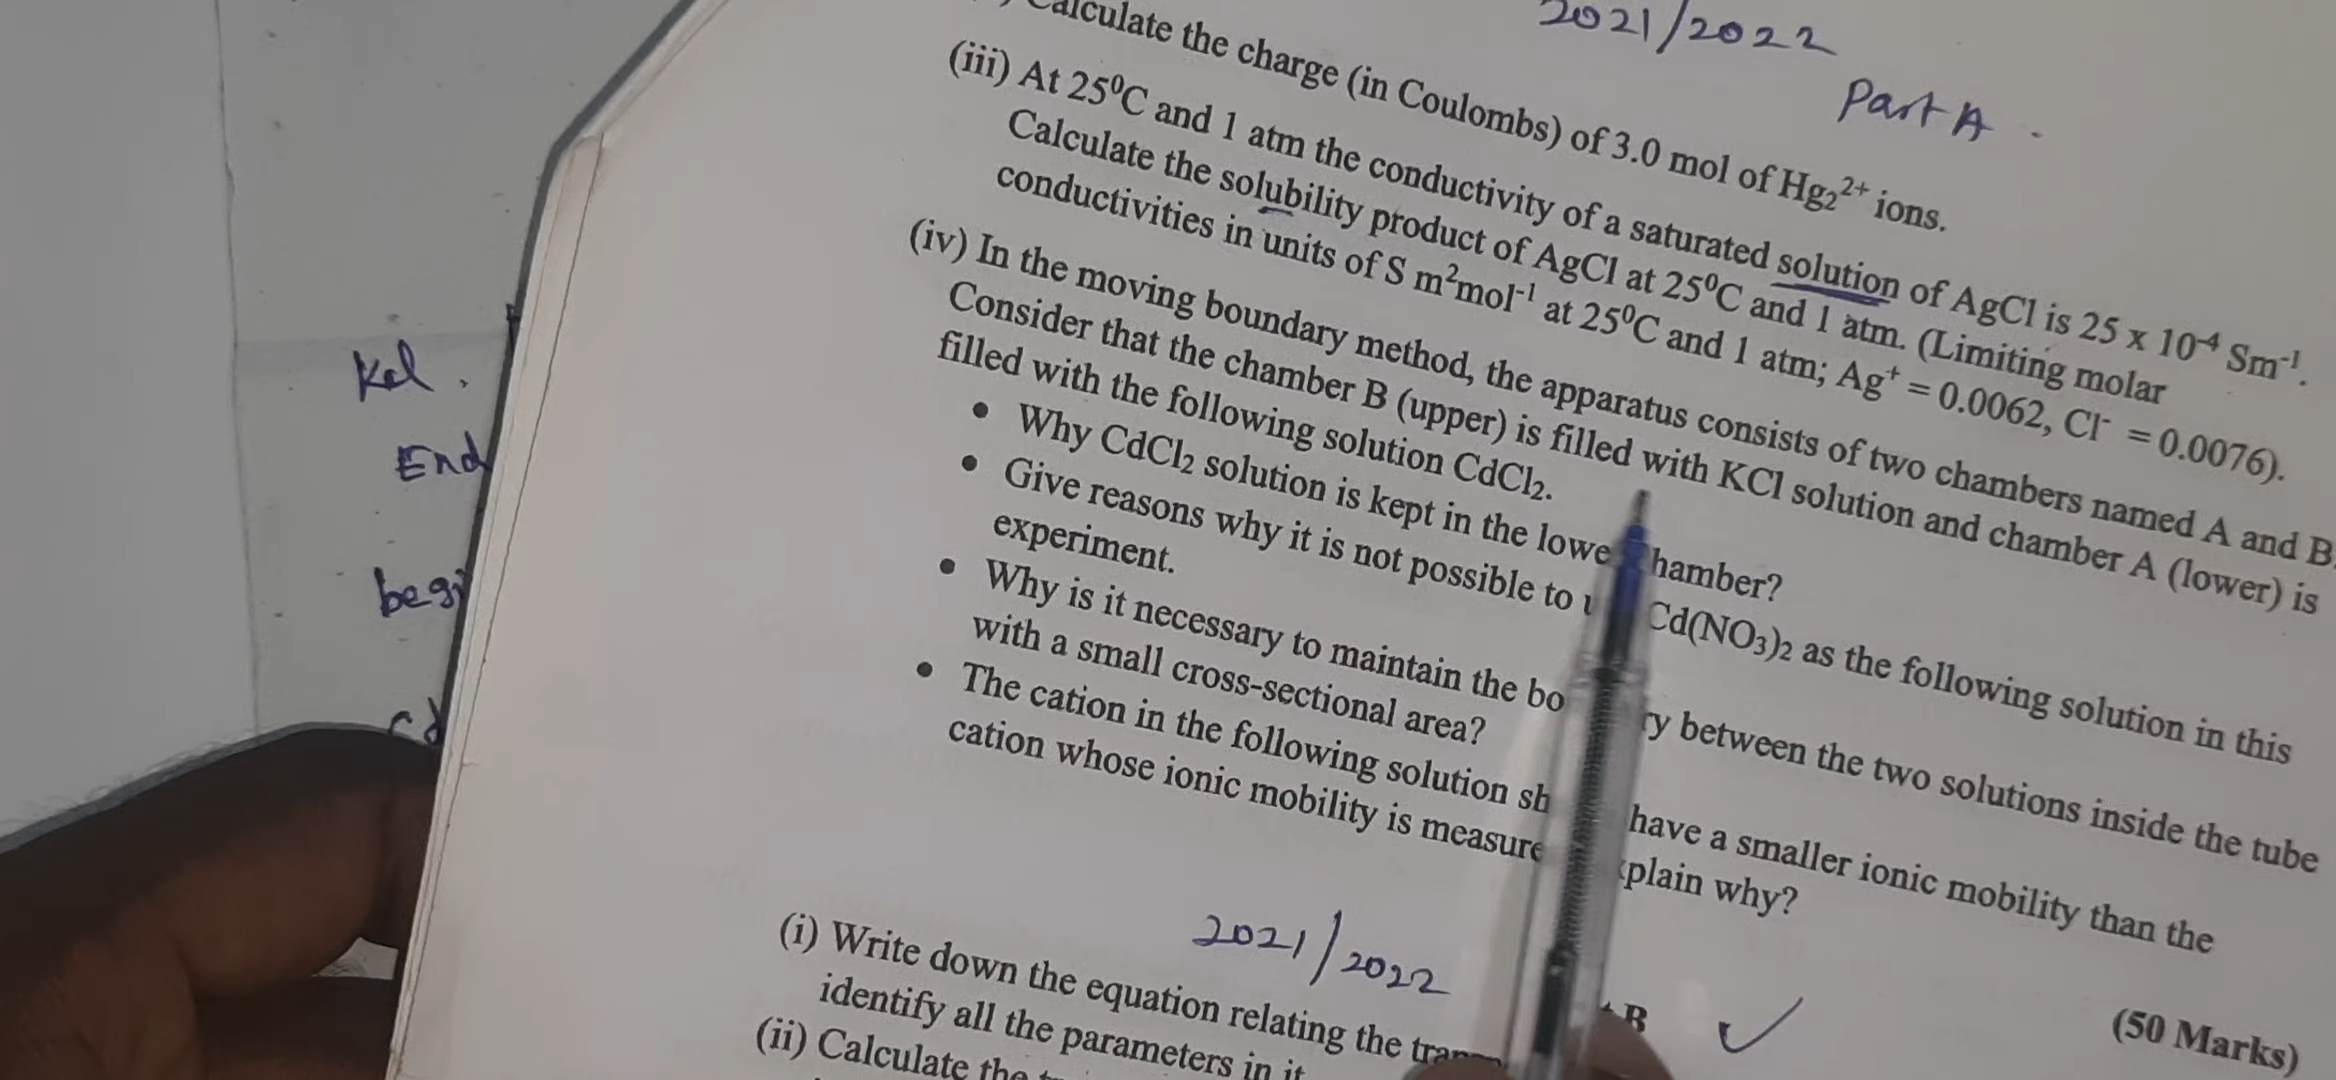 2021/2022
Part A.
Calculate the charge (in Coulombs) of 3.0 mol of Hg₂²⁺ ions.
(iii) At 25⁰C and 1 atm the conductivity of a saturated solution of AgCl is 25 x 10⁻⁴ Sm⁻¹.
Calculate the solubility product of AgCl at 25⁰C and 1 atm. (Limiting molar
conductivities in units of S m²mol⁻¹ at 25⁰C and 1 atm; Ag⁺ = 0.0062, Cl⁻ = 0.0076).
(iv) In the moving boundary method, the apparatus consists of two chambers named A and B.
Consider that the chamber B (upper) is filled with KCl solution and chamber A (lower) is
filled with the following solution CdCl₂.
• Why CdCl₂ solution is kept in the lowe hamber?
• Give reasons why it is not possible to Cd(NO₃)₂ as the following solution in this
experiment.
• Why is it necessary to maintain the bo ry between the two solutions inside the tube
with a small cross-sectional area?
• The cation in the following solution sh have a smaller ionic mobility than the
cation whose ionic mobility is measure plain why?
(50 Marks)
2021/2022
B
(i) Write down the equation relating the
identify all the parameters in it
(ii) Calculate the
Kcl.
End
begi
cd